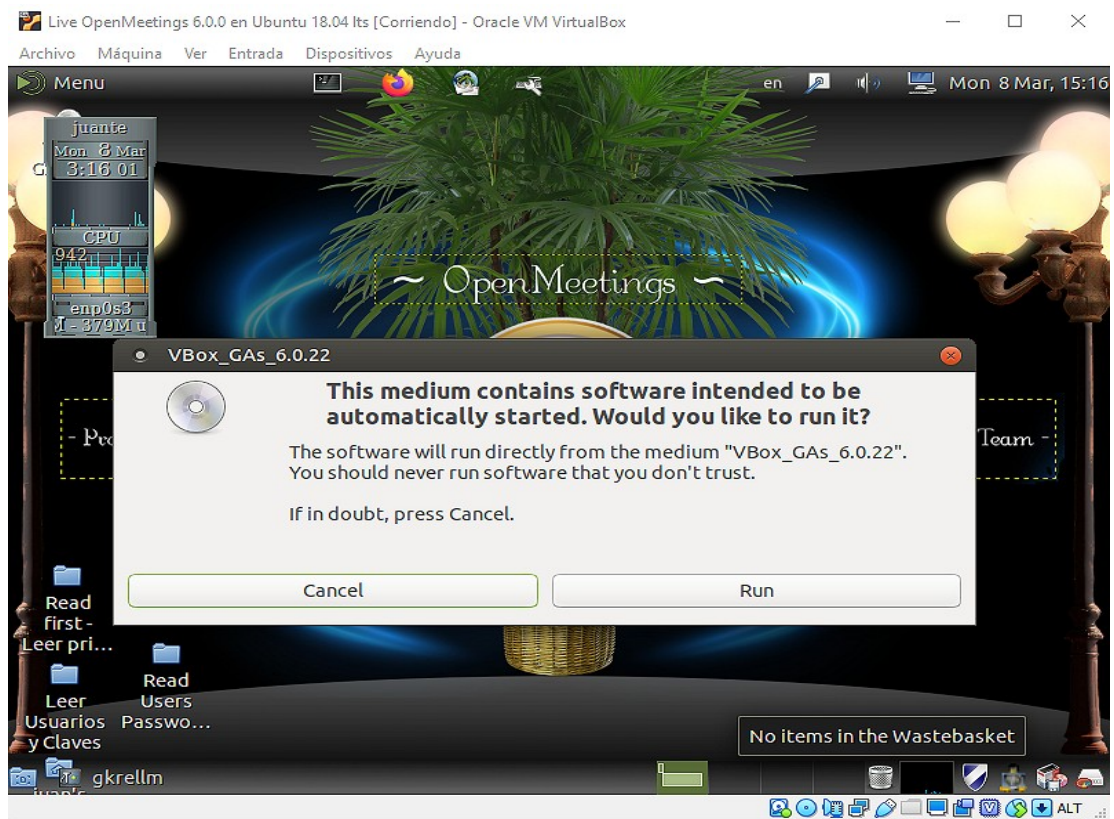 Live OpenMeetings 6.0.0 en Ubuntu 18.04 lts [Corriendo] - Oracle VM VirtualBox
Archivo Máquina Ver Entrada Dispositivos Ayuda
Menu en Mon 8 Mar, 15:16
juante
Mon 8 Mar
3:16 01
CPU
942
enp0s3
M - 379M u
~ OpenMeetings ~
VBox_GAs_6.0.22
This medium contains software intended to be
automatically started. Would you like to run it?
The software will run directly from the medium "VBox_GAs_6.0.22".
You should never run software that you don't trust.
If in doubt, press Cancel.
Cancel Run
- Pro
Team -
Read
first -
Leer pri...
Read
Users
Passwo...
Leer
Usuarios
y Claves
No items in the Wastebasket
gkrellm
juan's
ALT